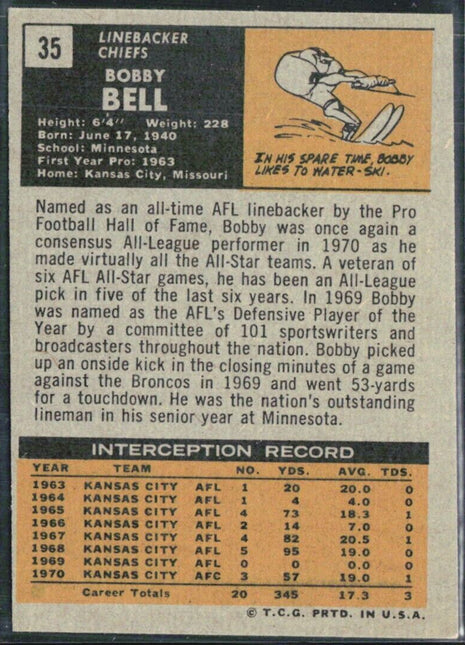 35
LINEBACKER
CHIEFS
BOBBY
BELL
Height: 6'4" Weight: 228
Born: June 17, 1940
School: Minnesota
First Year Pro: 1963
Home: Kansas City, Missouri
IN HIS SPARE TIME, BOBBY
LIKES TO WATER-SKI.
Named as an all-time AFL linebacker by the Pro
Football Hall of Fame, Bobby was once again a
consensus All-League performer in 1970 as he
made virtually all the All-Star teams. A veteran of
six AFL All-Star games, he has been an All-League
pick in five of the last six years. In 1969 Bobby
was named as the AFL's Defensive Player of the
Year by a committee of 101 sportswriters and
broadcasters throughout the nation. Bobby picked
up an onside kick in the closing minutes of a game
against the Broncos in 1969 and went 53-yards
for a touchdown. He was the nation's outstanding
lineman in his senior year at Minnesota.
INTERCEPTION RECORD
YEAR TEAM NO. YDS. AVG. TDS.
1963 KANSAS CITY AFL 1 20 20.0 0
1964 KANSAS CITY AFL 1 4 4.0 0
1965 KANSAS CITY AFL 4 73 18.3 1
1966 KANSAS CITY AFL 2 14 7.0 0
1967 KANSAS CITY AFL 4 82 20.5 1
1968 KANSAS CITY AFL 5 95 19.0 0
1969 KANSAS CITY AFL 0 0 0.0 0
1970 KANSAS CITY AFC 3 57 19.0 1
Career Totals 20 345 17.3 3
© T.C.G. PRTD. IN U.S.A.